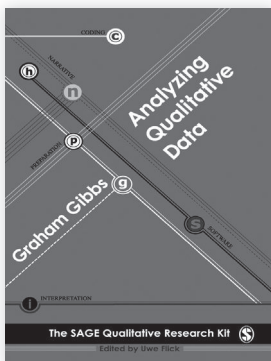 CODING
C
h
NARRATIVE
n
Analyzing
Qualitative
Data
PREPARATION
P
g
Graham Gibbs
S
SOFTWARE
I
INTERPRETATION
The SAGE Qualitative Research Kit
S
Edited by Uwe Flick